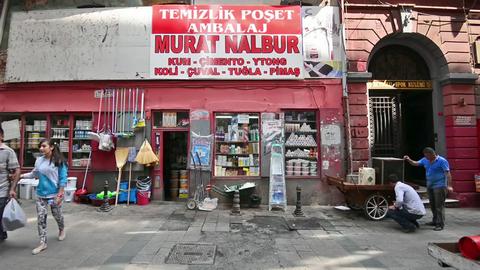 TEMİZLİK POŞET
AMBALAJ
MURAT NALBUR
KUM - ÇİMENTO - YTONG
KOLİ - ÇUVAL - TUĞLA - PİMAŞ